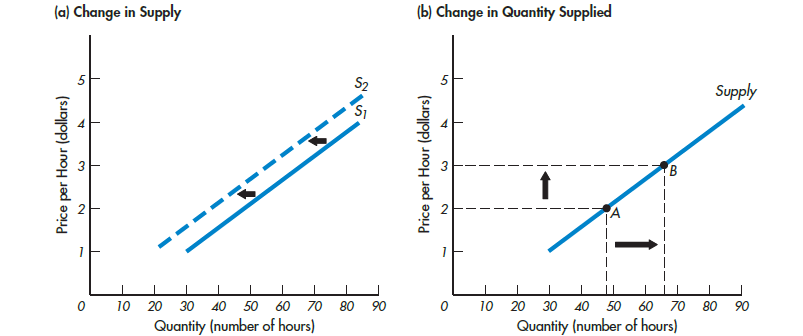 (a) Change in Supply
Price per Hour (dollars)
5
4
3
2
1
S2
S1
0 10 20 30 40 50 60 70 80 90
Quantity (number of hours)
(b) Change in Quantity Supplied
Price per Hour (dollars)
5
4
3
2
1
Supply
B
A
0 10 20 30 40 50 60 70 80 90
Quantity (number of hours)